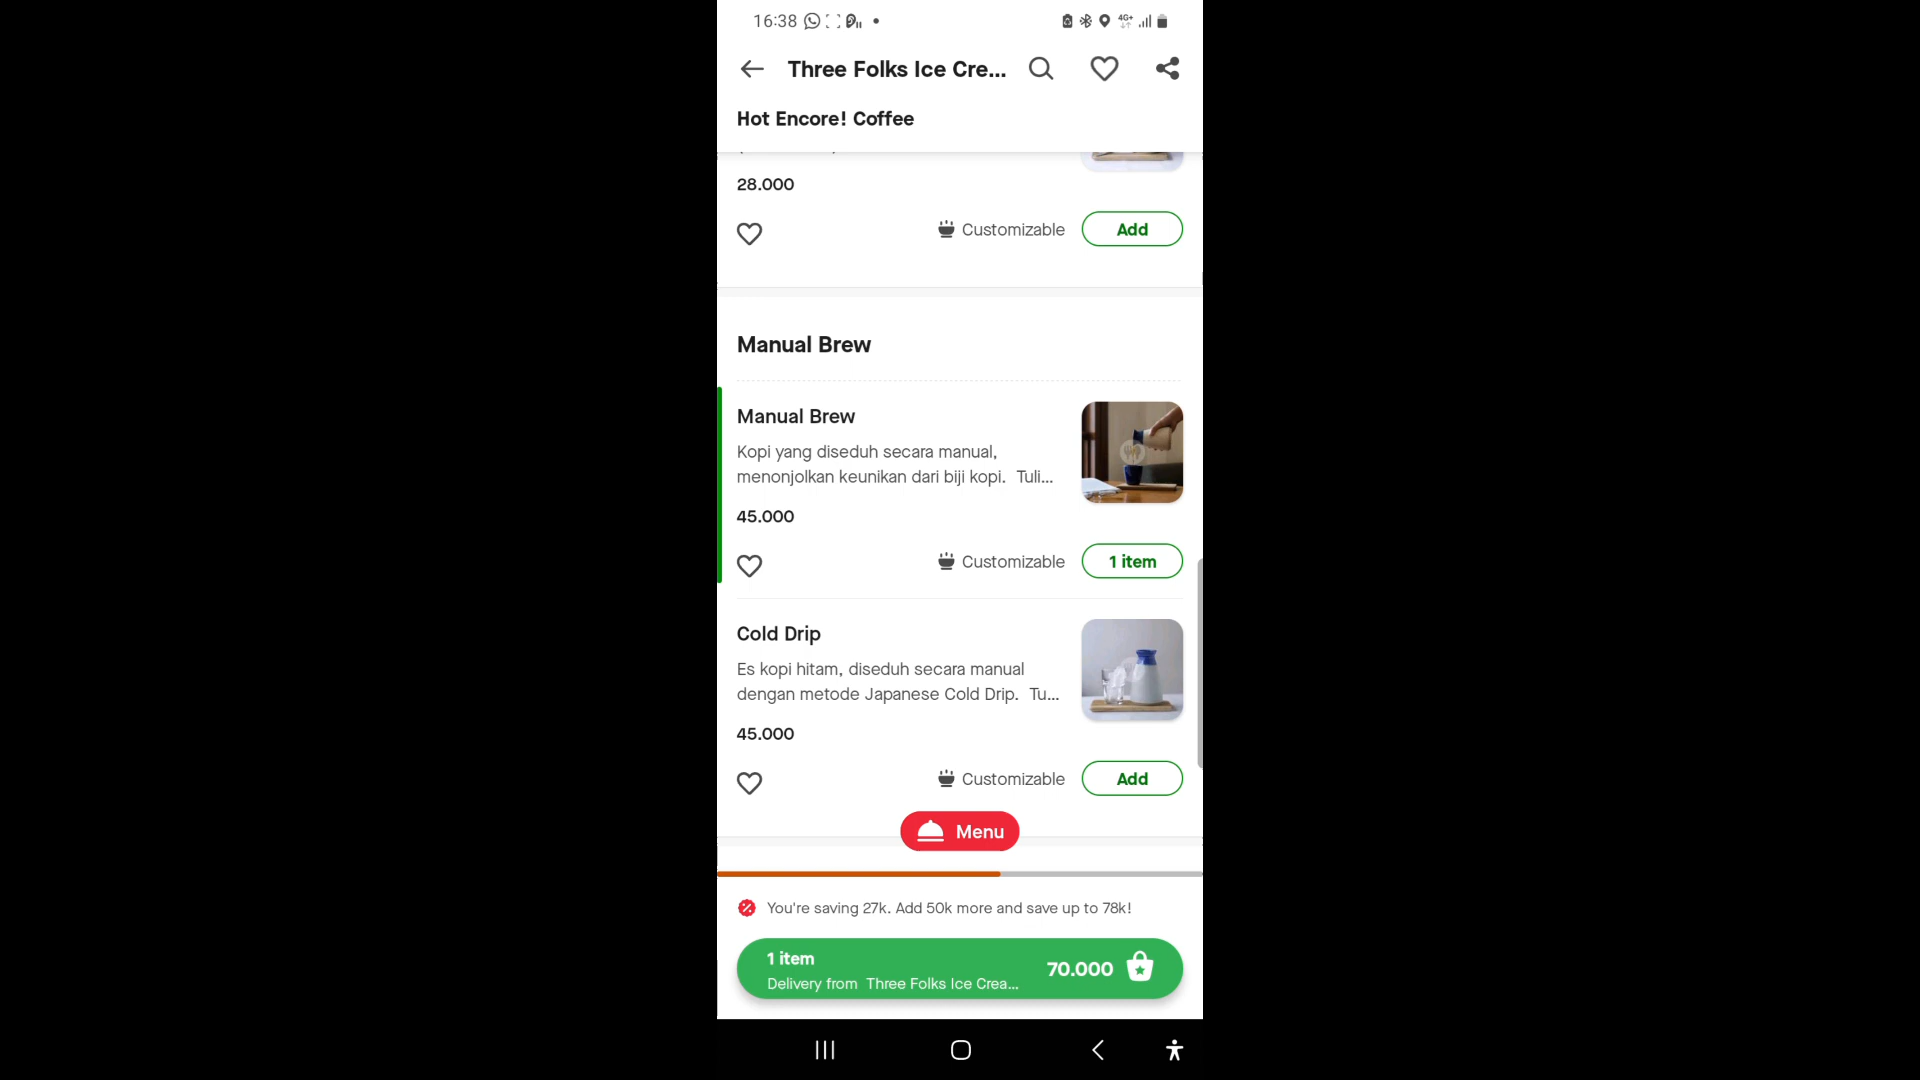 16:38
4G+
Three Folks Ice Cre...
Hot Encore! Coffee
28.000
Customizable
Add
Manual Brew
Manual Brew
Kopi yang diseduh secara manual,
menonjolkan keunikan dari biji kopi. Tuli...
45.000
Customizable
1 item
Cold Drip
Es kopi hitam, diseduh secara manual
dengan metode Japanese Cold Drip. Tu...
45.000
Customizable
Add
Menu
You're saving 27k. Add 50k more and save up to 78k!
1 item
70.000
Delivery from Three Folks Ice Crea...